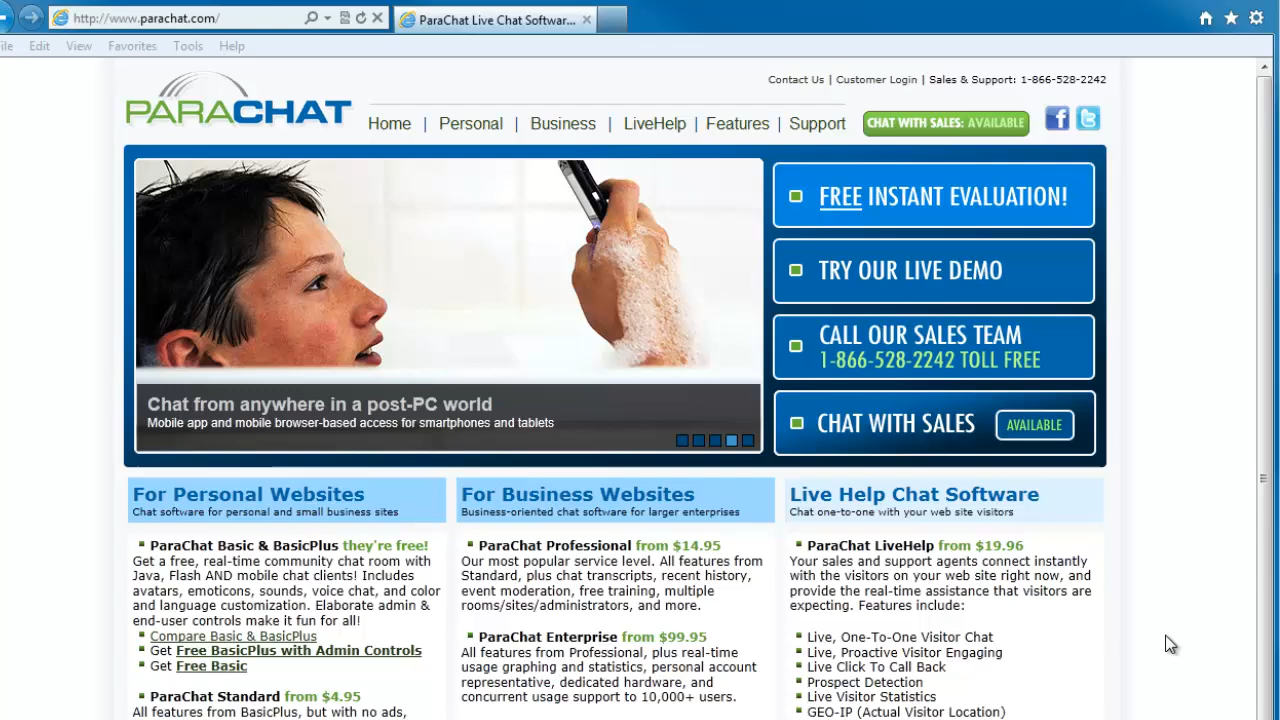 http://www.parachat.com/
ParaChat Live Chat Softwar...
ile Edit View Favorites Tools Help
Contact Us | Customer Login | Sales & Support: 1-866-528-2242
PARACHAT
Home | Personal | Business | LiveHelp | Features | Support
CHAT WITH SALES: AVAILABLE
FREE INSTANT EVALUATION!
TRY OUR LIVE DEMO
CALL OUR SALES TEAM
1-866-528-2242 TOLL FREE
CHAT WITH SALES AVAILABLE
Chat from anywhere in a post-PC world
Mobile app and mobile browser-based access for smartphones and tablets
For Personal Websites
Chat software for personal and small business sites
ParaChat Basic & BasicPlus they're free!
Get a free, real-time community chat room with
Java, Flash AND mobile chat clients! Includes
avatars, emoticons, sounds, voice chat, and color
and language customization. Elaborate admin &
end-user controls make it fun for all!
Compare Basic & BasicPlus
Get Free BasicPlus with Admin Controls
Get Free Basic
ParaChat Standard from $4.95
All features from BasicPlus, but with no ads,
For Business Websites
Business-oriented chat software for larger enterprises
ParaChat Professional from $14.95
Our most popular service level. All features from
Standard, plus chat transcripts, recent history,
event moderation, free training, multiple
rooms/sites/administrators, and more.
ParaChat Enterprise from $99.95
All features from Professional, plus real-time
usage graphing and statistics, personal account
representative, dedicated hardware, and
concurrent usage support to 10,000+ users.
Live Help Chat Software
Chat one-to-one with your web site visitors
ParaChat LiveHelp from $19.96
Your sales and support agents connect instantly
with the visitors on your web site right now, and
provide the real-time assistance that visitors are
expecting. Features include:
Live, One-To-One Visitor Chat
Live, Proactive Visitor Engaging
Live Click To Call Back
Prospect Detection
Live Visitor Statistics
GEO-IP (Actual Visitor Location)